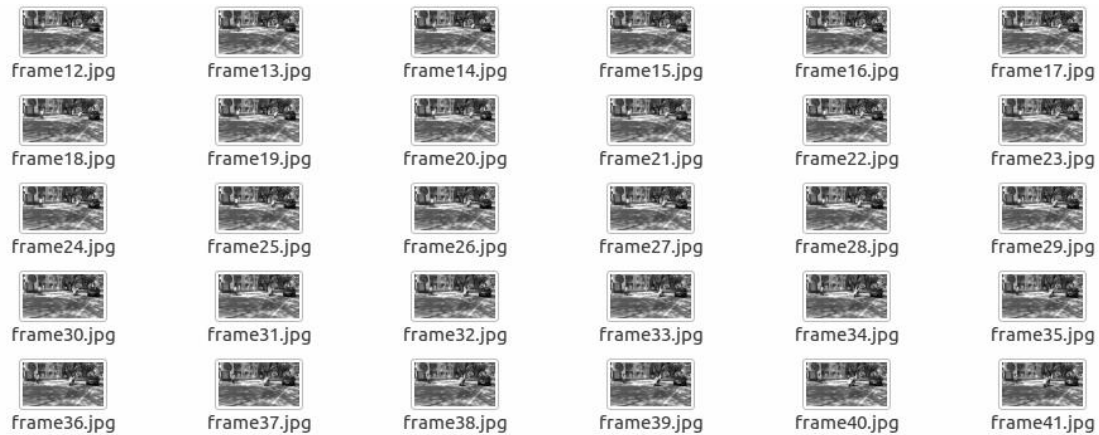 frame12.jpg frame13.jpg frame14.jpg frame15.jpg frame16.jpg frame17.jpg
frame18.jpg frame19.jpg frame20.jpg frame21.jpg frame22.jpg frame23.jpg
frame24.jpg frame25.jpg frame26.jpg frame27.jpg frame28.jpg frame29.jpg
frame30.jpg frame31.jpg frame32.jpg frame33.jpg frame34.jpg frame35.jpg
frame36.jpg frame37.jpg frame38.jpg frame39.jpg frame40.jpg frame41.jpg